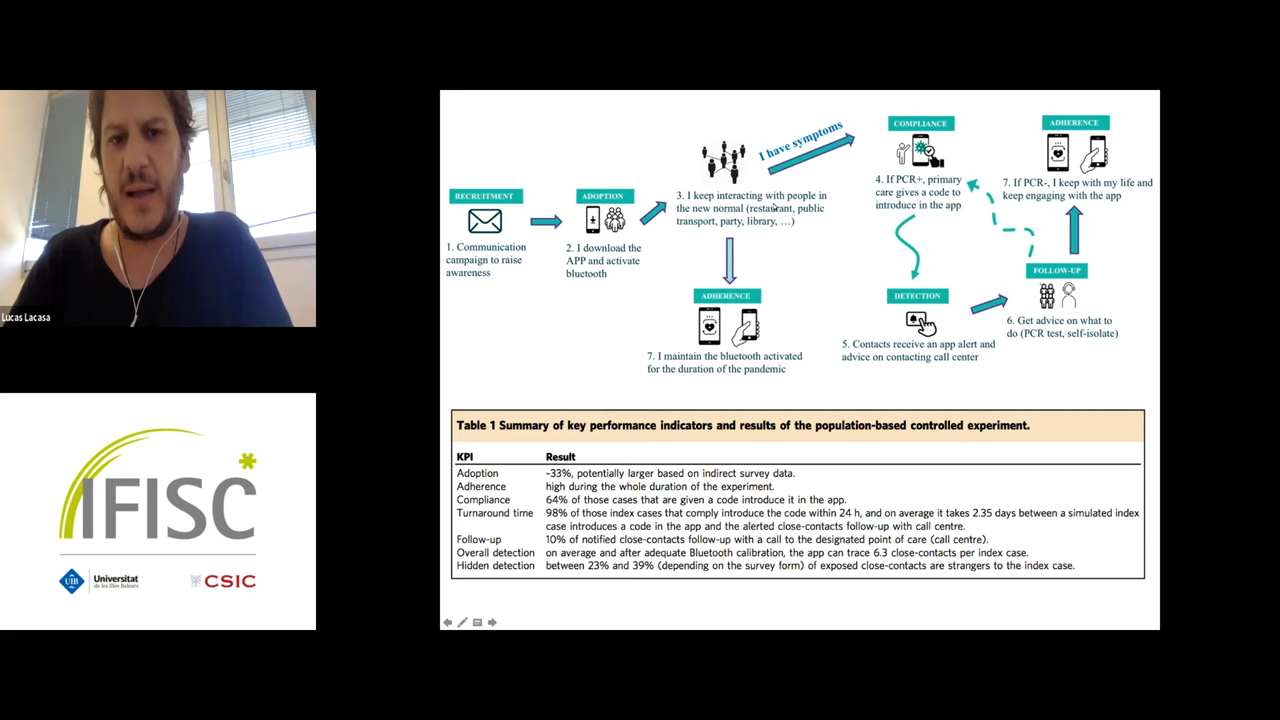 Lucas Lacasa
IFISC
UIB
Universitat
de les Illes Balears
CSIC
RECRUITMENT
1. Communication
campaign to raise
awareness
ADOPTION
2. I download the
APP and activate
bluetooth
3. I keep interacting with people in
the new normal (restaurant, public
transport, party, library, …)
I have symptoms
ADHERENCE
7. I maintain the bluetooth activated
for the duration of the pandemic
COMPLIANCE
4. If PCR+, primary
care gives a code to
introduce in the app
DETECTION
5. Contacts receive an app alert and
advice on contacting call center
FOLLOW-UP
6. Get advice on what to
do (PCR test, self-isolate)
ADHERENCE
7. If PCR-, I keep with my life and
keep engaging with the app
Table 1 Summary of key performance indicators and results of the population-based controlled experiment.
KPI Result
Adoption ~33%, potentially larger based on indirect survey data.
Adherence high during the whole duration of the experiment.
Compliance 64% of those cases that are given a code introduce it in the app.
Turnaround time 98% of those index cases that comply introduce the code within 24 h, and on average it takes 2.35 days between a simulated index
case introduces a code in the app and the alerted close-contacts follow-up with call centre.
Follow-up 10% of notified close-contacts follow-up with a call to the designated point of care (call centre).
Overall detection on average and after adequate Bluetooth calibration, the app can trace 6.3 close-contacts per index case.
Hidden detection between 23% and 39% (depending on the survey form) of exposed close-contacts are strangers to the index case.